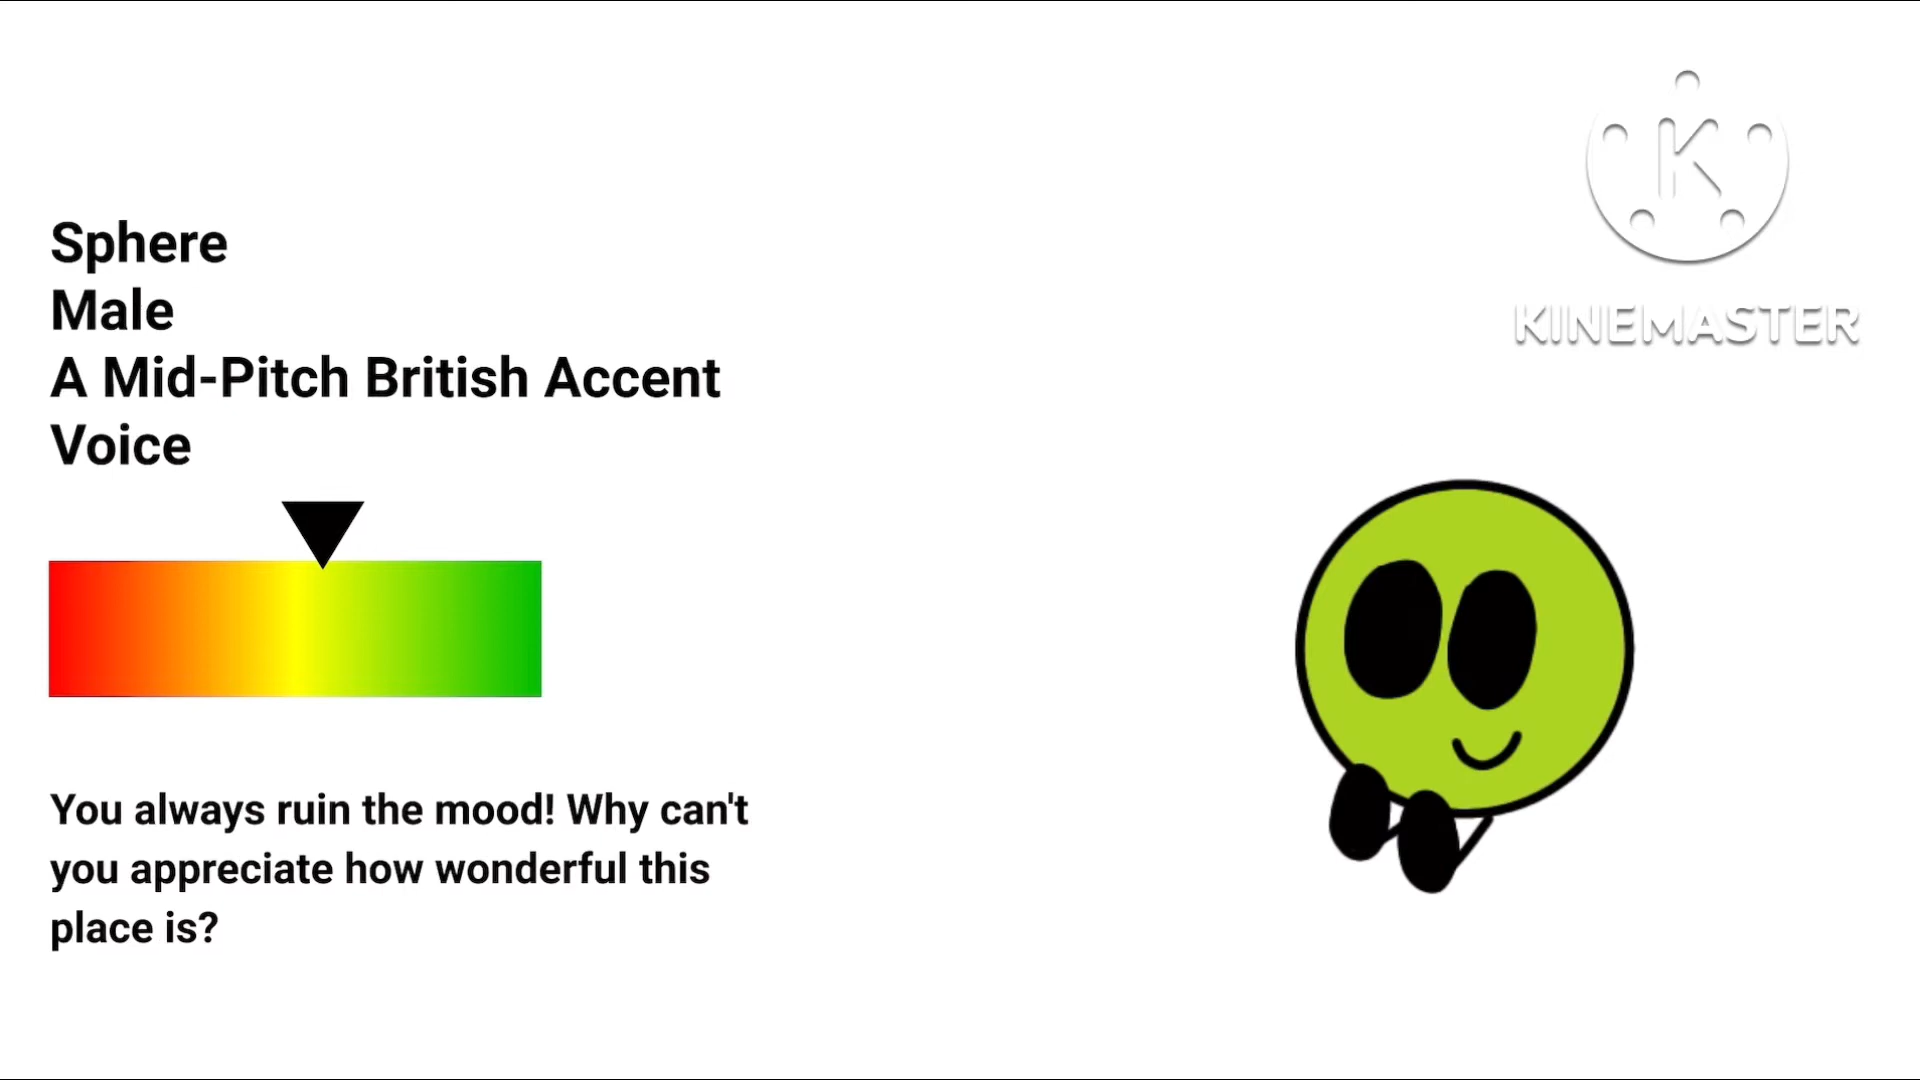 Sphere
Male
A Mid-Pitch British Accent
Voice
You always ruin the mood! Why can't
you appreciate how wonderful this
place is?
K
KINEMASTER